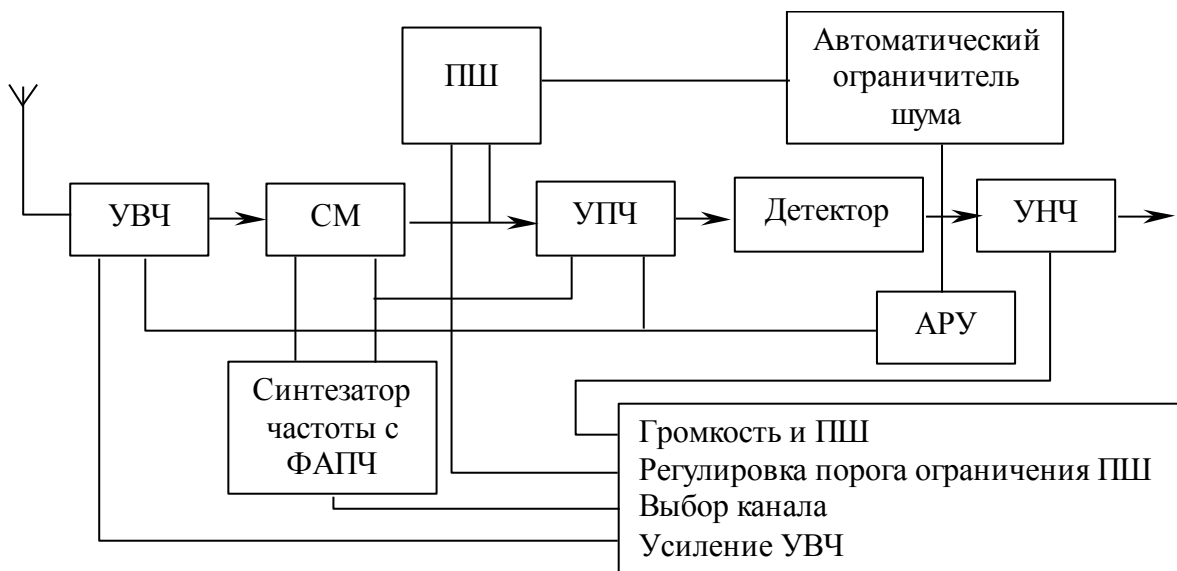 ПШ
Автоматический
ограничитель
шума
УВЧ
СМ
УПЧ
Детектор
УНЧ
АРУ
Синтезатор
частоты с
ФАПЧ
Громкость и ПШ
Регулировка порога ограничения ПШ
Выбор канала
Усиление УВЧ